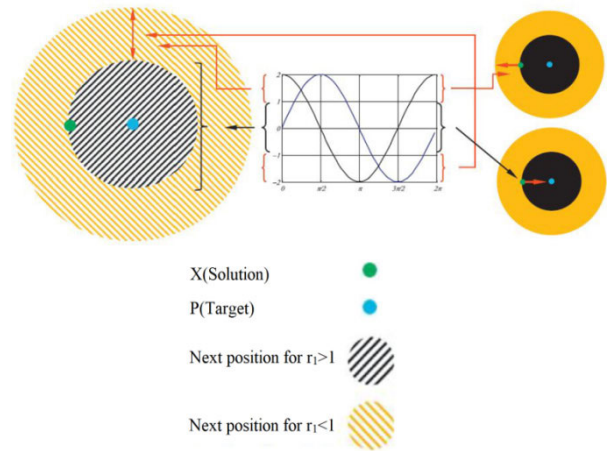 2
1
0
-1
-2
0 π/2 π 3π/2 2π
X(Solution)
P(Target)
Next position for r₁>1
Next position for r₁<1